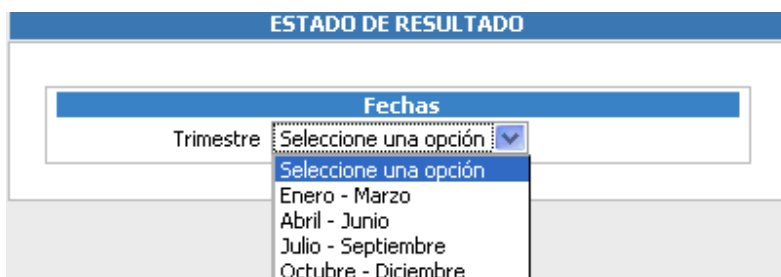 ESTADO DE RESULTADO
Fechas
Trimestre Seleccione una opción
Seleccione una opción
Enero - Marzo
Abril - Junio
Julio - Septiembre
Octubre - Diciembre